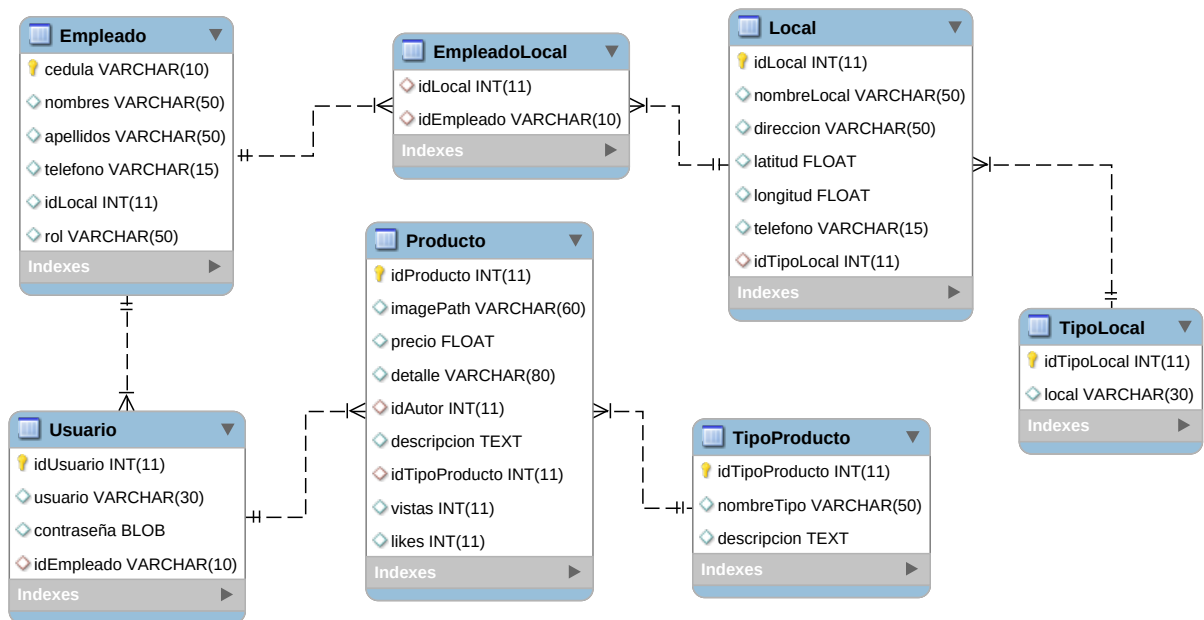 Empleado
cedula VARCHAR(10)
nombres VARCHAR(50)
apellidos VARCHAR(50)
telefono VARCHAR(15)
idLocal INT(11)
rol VARCHAR(50)
Indexes
EmpleadoLocal
idLocal INT(11)
idEmpleado VARCHAR(10)
Indexes
Local
idLocal INT(11)
nombreLocal VARCHAR(50)
direccion VARCHAR(50)
latitud FLOAT
longitud FLOAT
telefono VARCHAR(15)
idTipoLocal INT(11)
Indexes
Producto
idProducto INT(11)
imagePath VARCHAR(60)
precio FLOAT
detalle VARCHAR(80)
idAutor INT(11)
descripcion TEXT
idTipoProducto INT(11)
vistas INT(11)
likes INT(11)
Indexes
TipoLocal
idTipoLocal INT(11)
local VARCHAR(30)
Indexes
Usuario
idUsuario INT(11)
usuario VARCHAR(30)
contraseña BLOB
idEmpleado VARCHAR(10)
Indexes
TipoProducto
idTipoProducto INT(11)
nombreTipo VARCHAR(50)
descripcion TEXT
Indexes